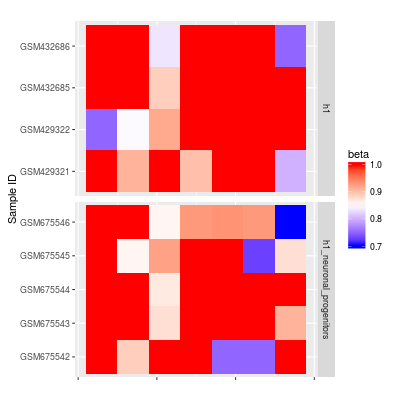 GSM432686
GSM432685
GSM429322
GSM429321
h1
GSM675546
GSM675545
GSM675544
GSM675543
GSM675542
h1_neuronal_progenitors
Sample ID
beta
1.0
0.9
0.8
0.7